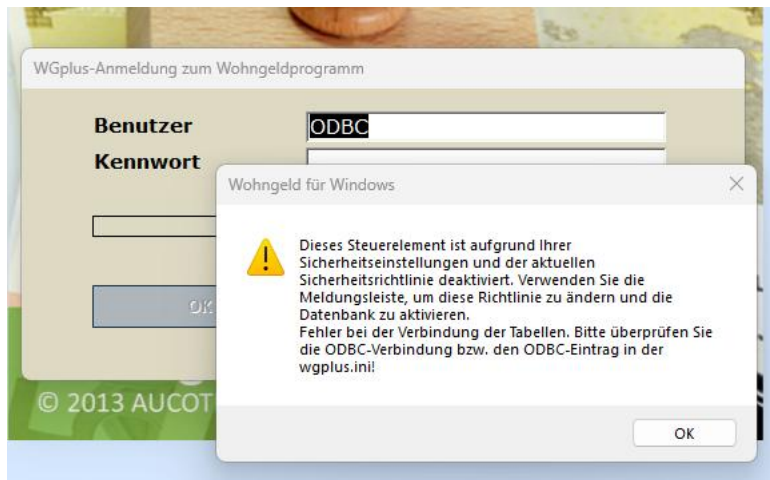 WGplus-Anmeldung zum Wohngeldprogramm
Benutzer
ODBC
Kennwort
Wohngeld für Windows
Dieses Steuerelement ist aufgrund Ihrer
Sicherheitseinstellungen und der aktuellen
Sicherheitsrichtlinie deaktiviert. Verwenden Sie die
Meldungsleiste, um diese Richtlinie zu ändern und die
Datenbank zu aktivieren.
Fehler bei der Verbindung der Tabellen. Bitte überprüfen Sie
die ODBC-Verbindung bzw. den ODBC-Eintrag in der
wgplus.ini!
OK
OK
© 2013 AUCOT